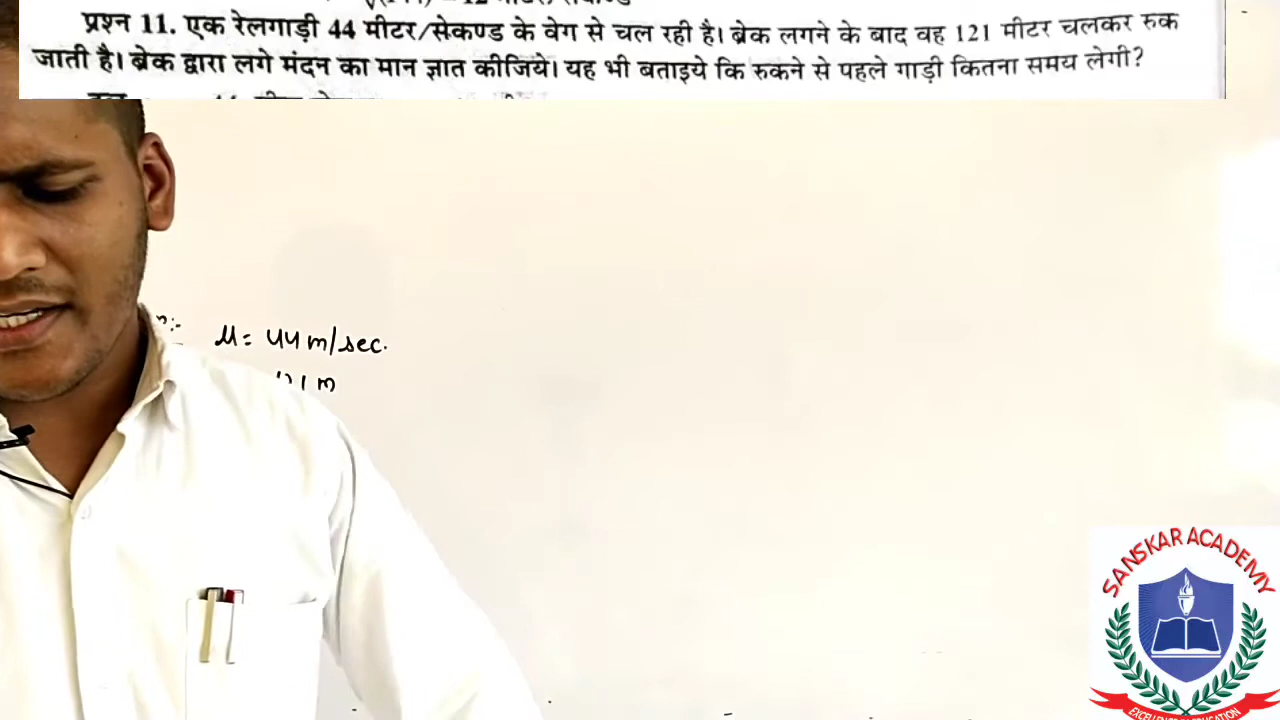 प्रश्न 11. एक रेलगाड़ी 44 मीटर/सेकण्ड के वेग से चल रही है। ब्रेक लगने के बाद वह 121 मीटर चलकर रुक
जाती है। ब्रेक द्वारा लगे मंदन का मान ज्ञात कीजिये। यह भी बताइये कि रुकने से पहले गाड़ी कितना समय लेगी?
u = 44 m/sec.
121 m
SANSKAR ACADEMY